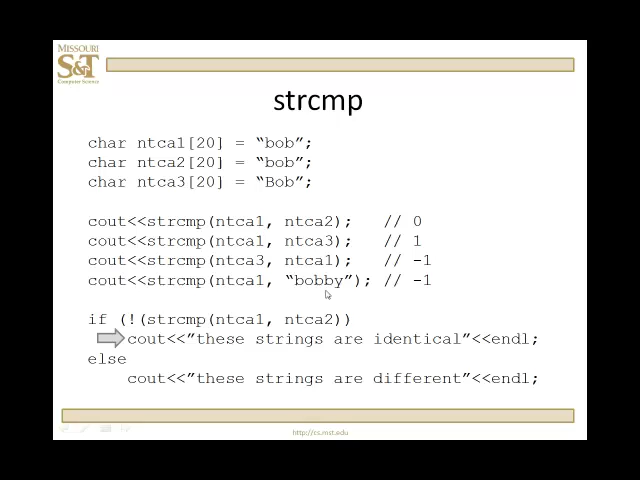 MISSOURI
S&T
Computer Science
strcmp
char ntca1[20] = “bob”;
char ntca2[20] = “bob”;
char ntca3[20] = “Bob”;
cout<<strcmp(ntca1, ntca2); // 0
cout<<strcmp(ntca1, ntca3); // 1
cout<<strcmp(ntca3, ntca1); // -1
cout<<strcmp(ntca1, “bobby”); // -1
if (!(strcmp(ntca1, ntca2))
cout<<”these strings are identical”<<endl;
else
cout<<”these strings are different”<<endl;
http://cs.mst.edu